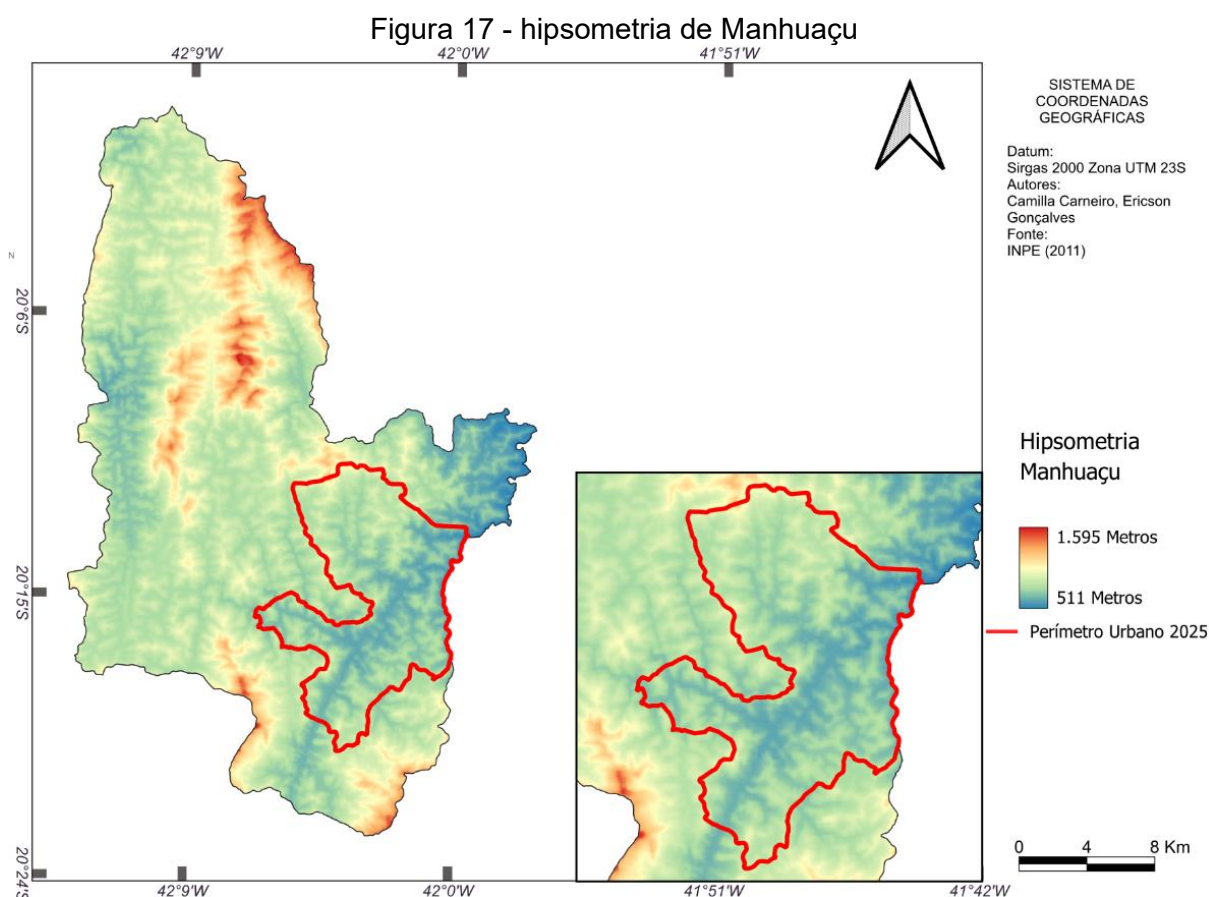 Figura 17 - hipsometria de Manhuaçu
42°9'W
42°0'W
41°51'W
SISTEMA DE
COORDENADAS
GEOGRÁFICAS
Datum:
Sirgas 2000 Zona UTM 23S
Autores:
Camilla Carneiro, Ericson
Gonçalves
Fonte:
INPE (2011)
N
20°6'S
20°15'S
20°24'S
Hipsometria
Manhuaçu
1.595 Metros
511 Metros
Perímetro Urbano 2025
0 4 8 Km
42°9'W
42°0'W
41°51'W
41°42'W